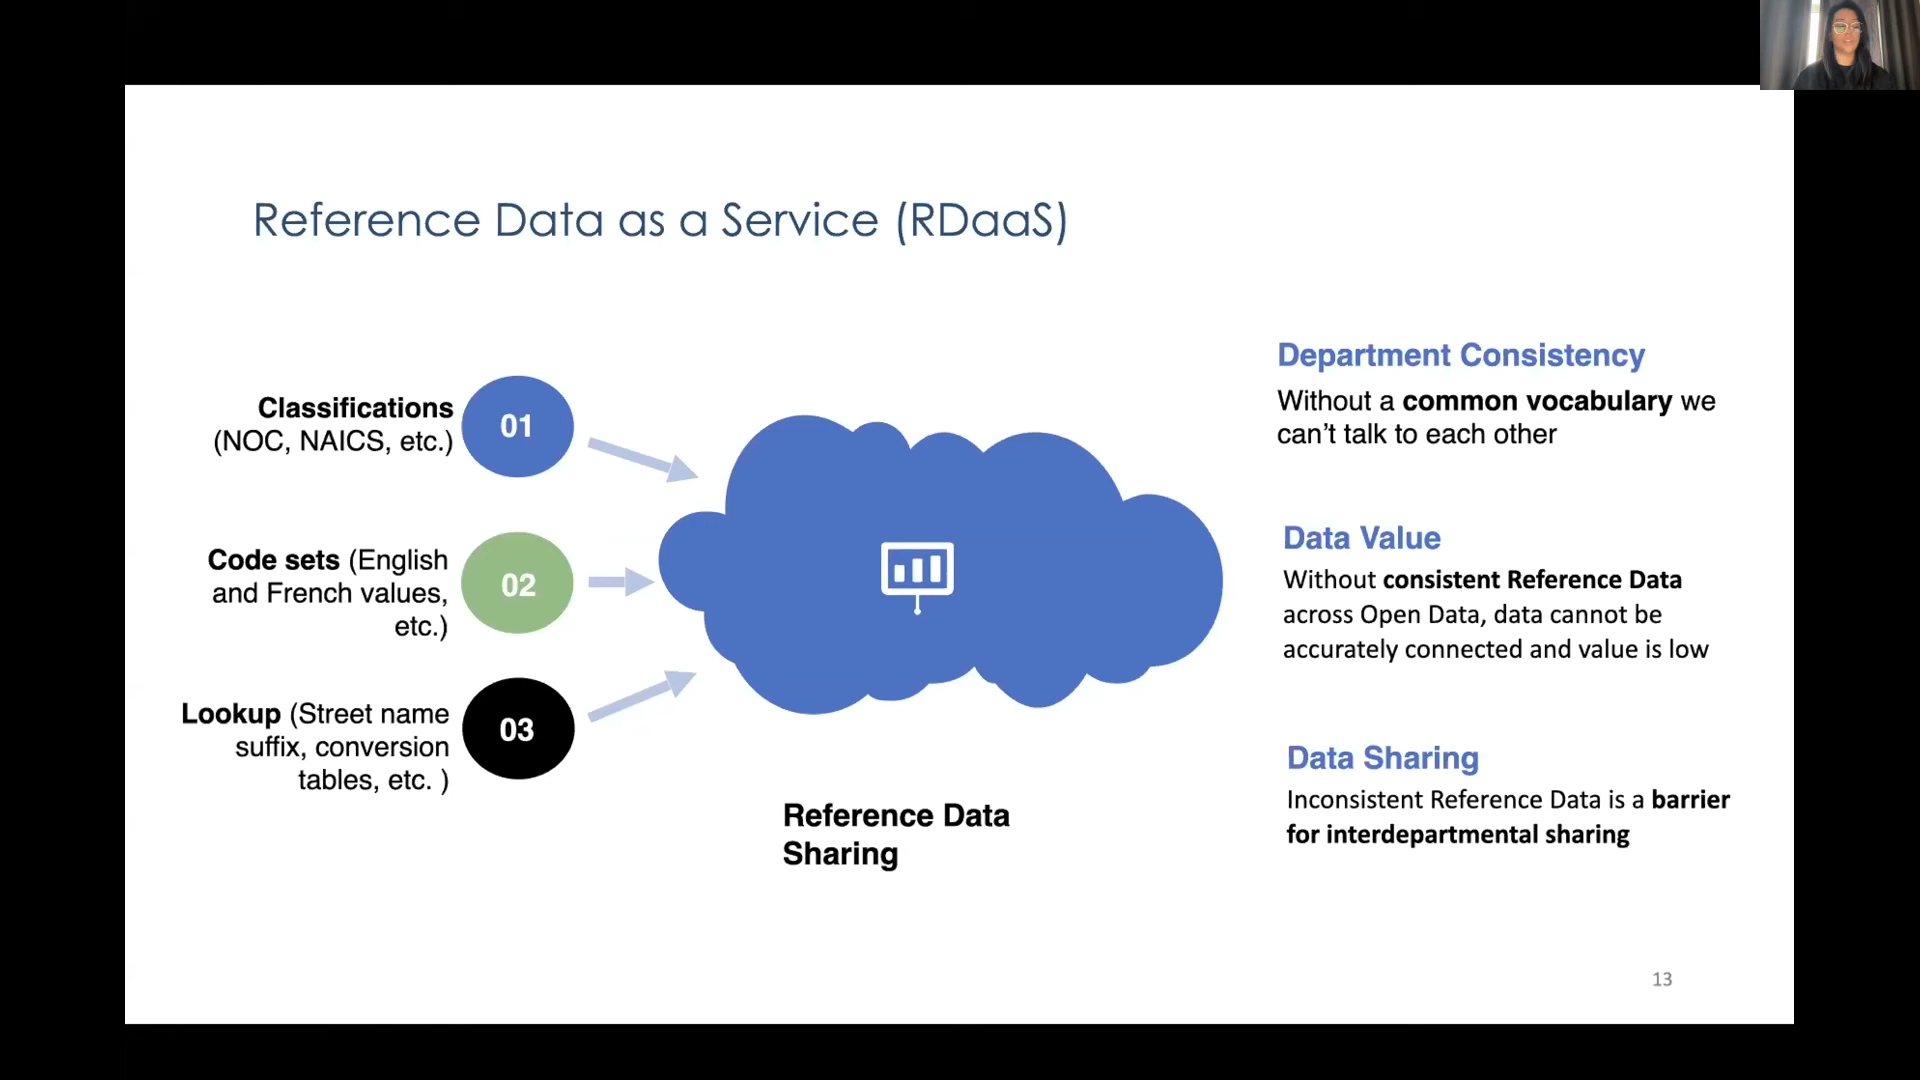 Reference Data as a Service (RDaaS)
Classifications
(NOC, NAICS, etc.)
01
Code sets (English
and French values,
etc.)
02
Lookup (Street name
suffix, conversion
tables, etc. )
03
Reference Data
Sharing
Department Consistency
Without a common vocabulary we
can’t talk to each other
Data Value
Without consistent Reference Data
across Open Data, data cannot be
accurately connected and value is low
Data Sharing
Inconsistent Reference Data is a barrier
for interdepartmental sharing
13